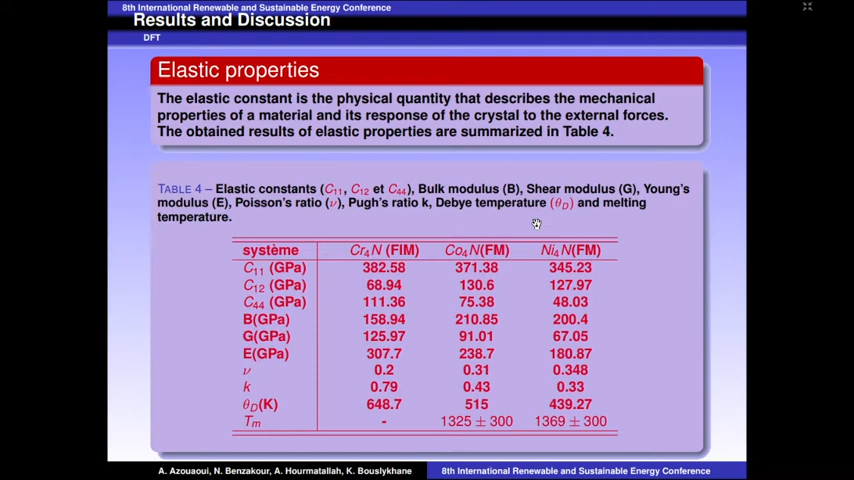 8th International Renewable and Sustainable Energy Conference
Results and Discussion
DFT
Elastic properties
The elastic constant is the physical quantity that describes the mechanical
properties of a material and its response of the crystal to the external forces.
The obtained results of elastic properties are summarized in Table 4.
TABLE 4 – Elastic constants (C11, C12 et C44), Bulk modulus (B), Shear modulus (G), Young's
modulus (E), Poisson's ratio (ν), Pugh's ratio k, Debye temperature (θD) and melting
temperature.
système Cr4N (FIM) Co4N(FM) Ni4N(FM)
C11 (GPa) 382.58 371.38 345.23
C12 (GPa) 68.94 130.6 127.97
C44 (GPa) 111.36 75.38 48.03
B(GPa) 158.94 210.85 200.4
G(GPa) 125.97 91.01 67.05
E(GPa) 307.7 238.7 180.87
ν 0.2 0.31 0.348
k 0.79 0.43 0.33
θD(K) 648.7 515 439.27
Tm - 1325 ± 300 1369 ± 300
A. Azouaoui, N. Benzakour, A. Hourmatallah, K. Bouslykhane 8th International Renewable and Sustainable Energy Conference